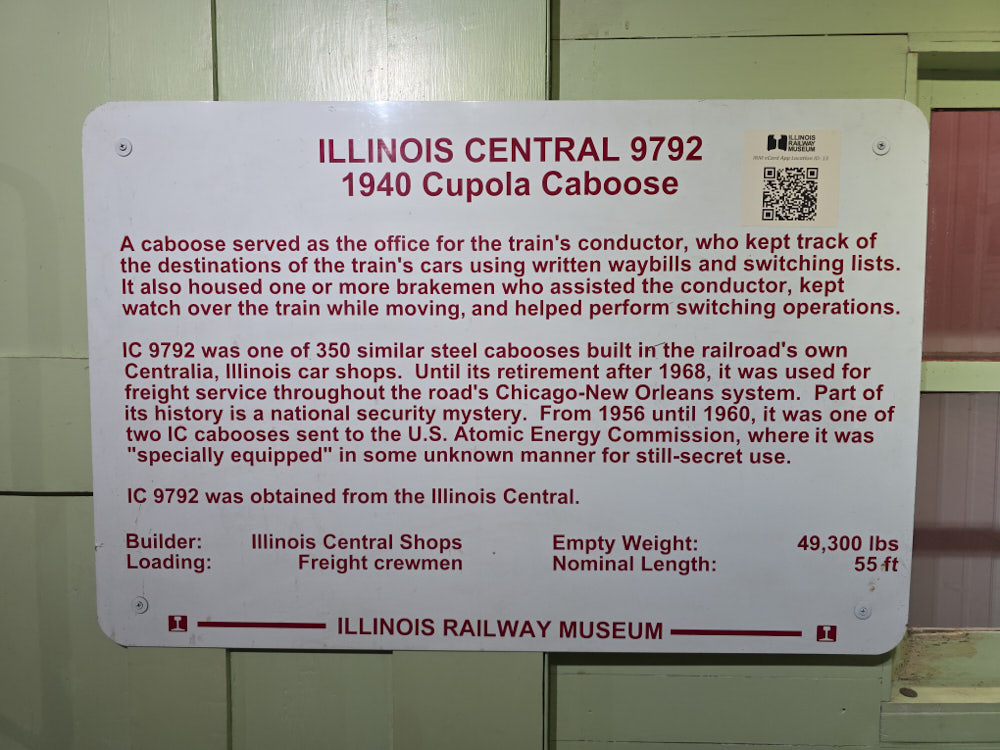 ILLINOIS CENTRAL 9792
1940 Cupola Caboose
ILLINOIS
RAILWAY
MUSEUM
IRM eCard App Location ID: 13
A caboose served as the office for the train's conductor, who kept track of
the destinations of the train's cars using written waybills and switching lists.
It also housed one or more brakemen who assisted the conductor, kept
watch over the train while moving, and helped perform switching operations.
IC 9792 was one of 350 similar steel cabooses built in the railroad's own
Centralia, Illinois car shops.  Until its retirement after 1968, it was used for
freight service throughout the road's Chicago-New Orleans system.  Part of
its history is a national security mystery.  From 1956 until 1960, it was one of
two IC cabooses sent to the U.S. Atomic Energy Commission, where it was
"specially equipped" in some unknown manner for still-secret use.
IC 9792 was obtained from the Illinois Central.
Builder: Illinois Central Shops Empty Weight: 49,300 lbs
Loading: Freight crewmen Nominal Length: 55 ft
ILLINOIS RAILWAY MUSEUM